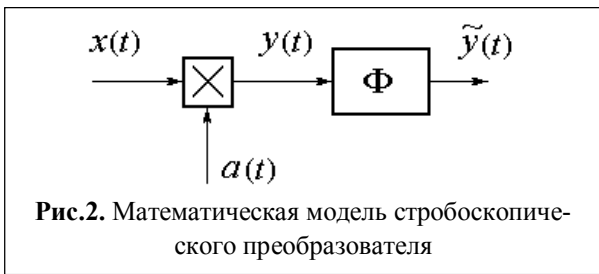 x(t) y(t) ỹ(t)
× Φ
a(t)
Рис.2. Математическая модель стробоскопиче-
ского преобразователя